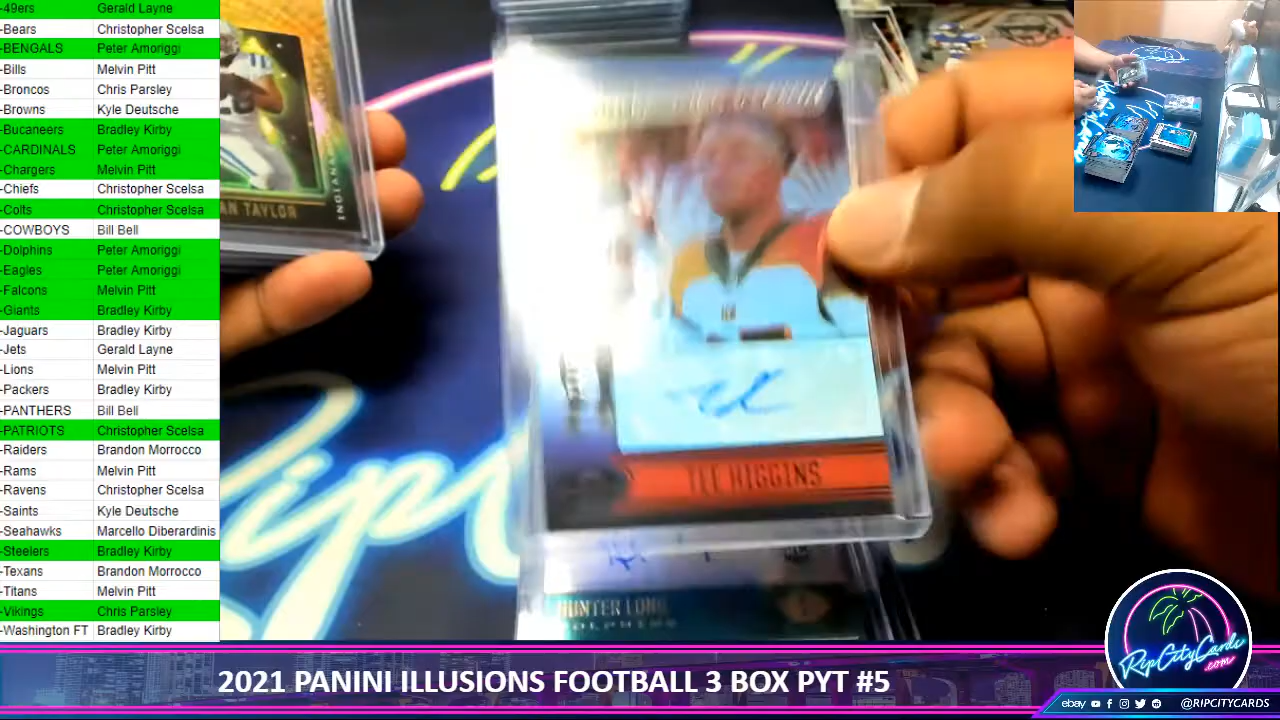 -49ers Gerald Layne
-Bears Christopher Scelsa
-BENGALS Peter Amoriggi
-Bills Melvin Pitt
-Broncos Chris Parsley
-Browns Kyle Deutsche
-Bucaneers Bradley Kirby
-CARDINALS Peter Amoriggi
-Chargers Melvin Pitt
-Chiefs Christopher Scelsa
-Colts Christopher Scelsa
-COWBOYS Bill Bell
-Dolphins Peter Amoriggi
-Eagles Peter Amoriggi
-Falcons Melvin Pitt
-Giants Bradley Kirby
-Jaguars Bradley Kirby
-Jets Gerald Layne
-Lions Melvin Pitt
-Packers Bradley Kirby
-PANTHERS Bill Bell
-PATRIOTS Christopher Scelsa
-Raiders Brandon Morrocco
-Rams Melvin Pitt
-Ravens Christopher Scelsa
-Saints Kyle Deutsche
-Seahawks Marcello Diberardinis
-Steelers Bradley Kirby
-Texans Brandon Morrocco
-Titans Melvin Pitt
-Vikings Chris Parsley
-Washington FT Bradley Kirby
AN TAYLOR
INDIANA
TEE HIGGINS
HUNTER LONG
DOLPHINS
RipCityCards
.com
2021 PANINI ILLUSIONS FOOTBALL 3 BOX PYT #5
ebay @RIPCITYCARDS